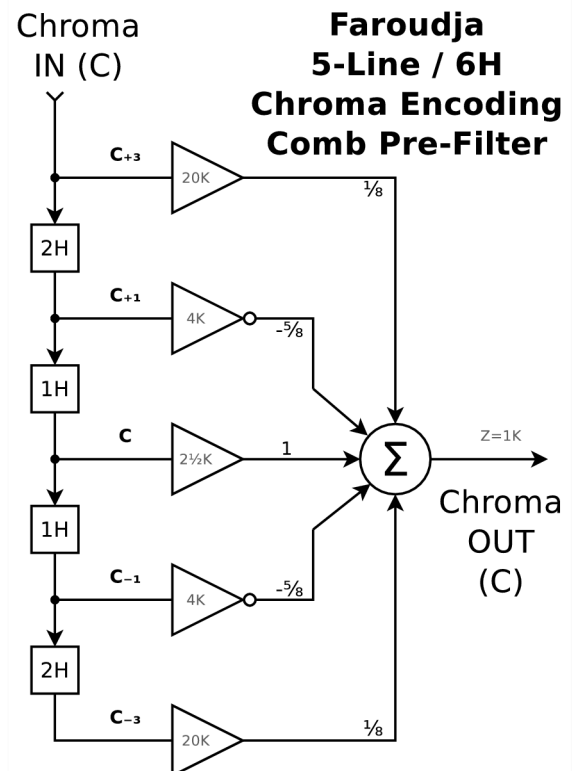 Chroma
IN (C)
Faroudja
5-Line / 6H
Chroma Encoding
Comb Pre-Filter
C₊₃
20K
⅛
2H
C₊₁
4K
-⅝
1H
C
2½K
1
Σ
Z=1K
Chroma
OUT
(C)
1H
C₋₁
4K
-⅝
2H
C₋₃
20K
⅛